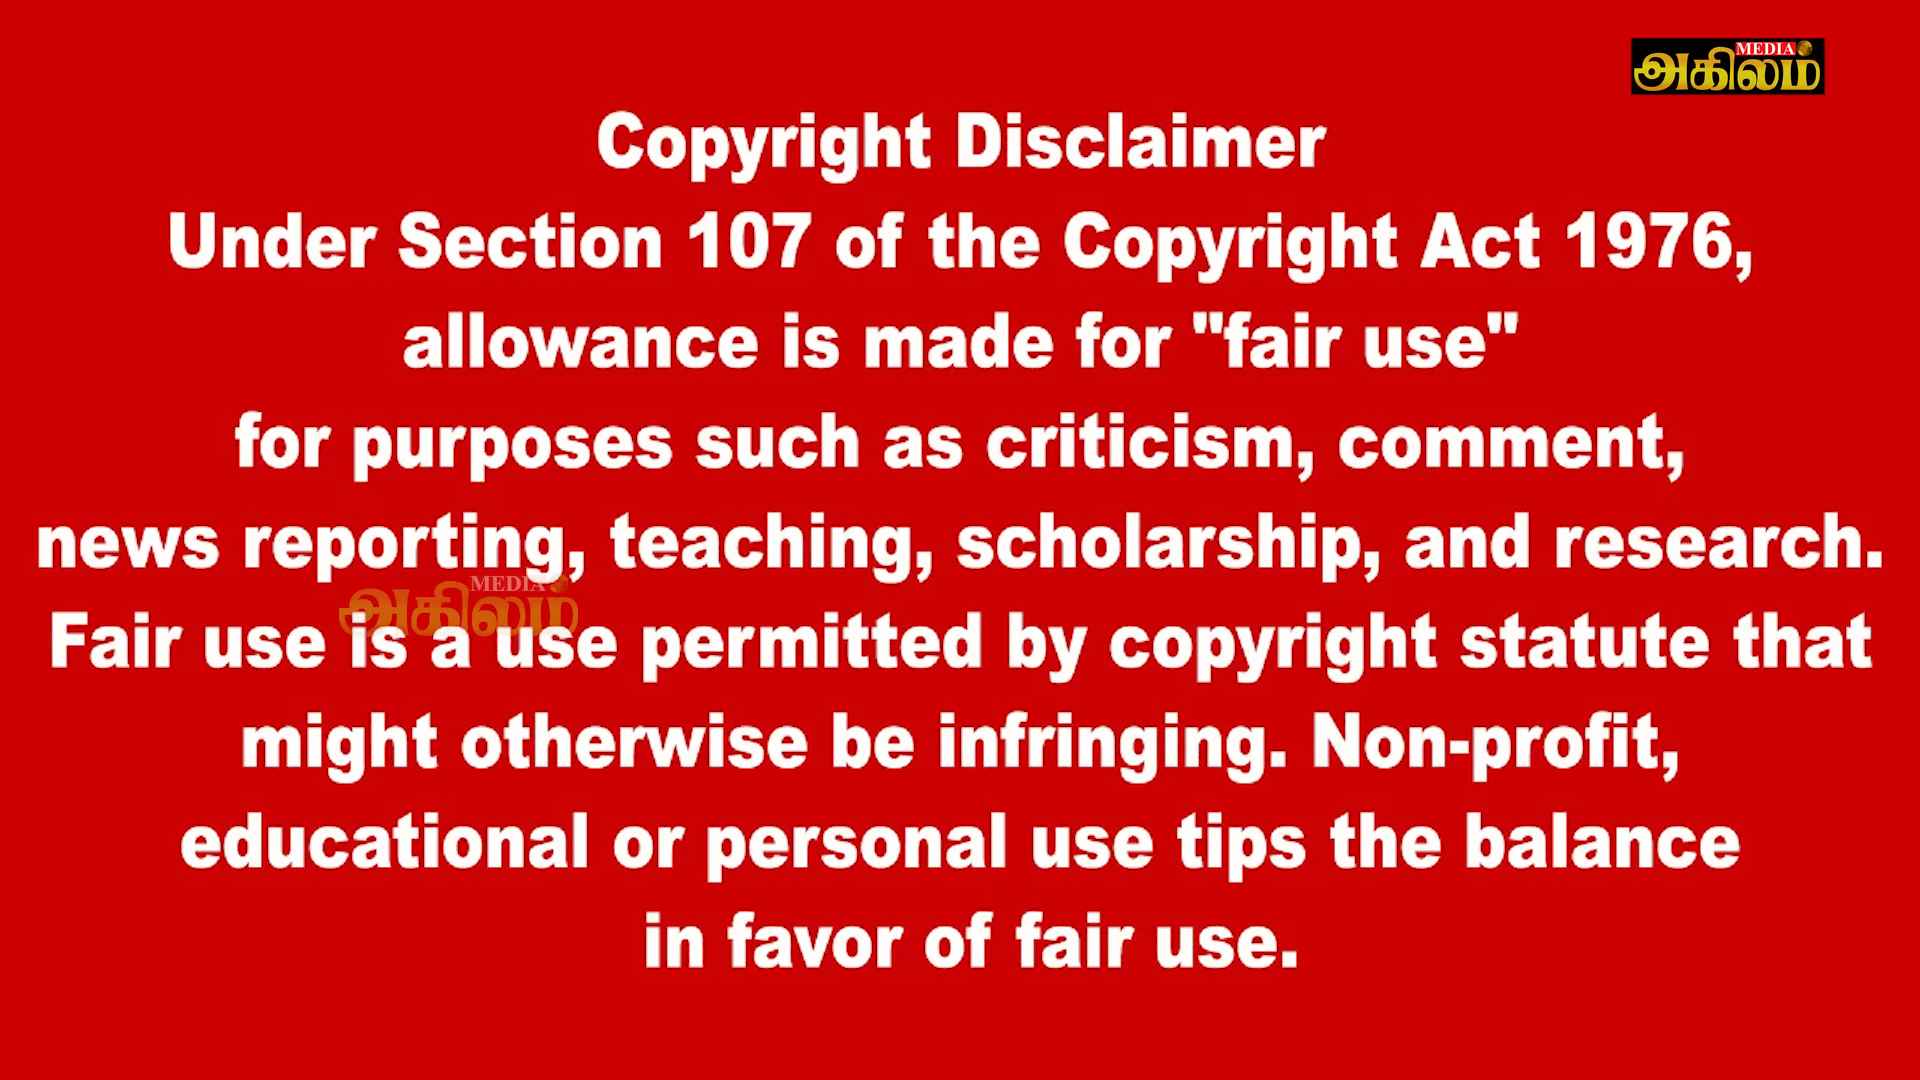 MEDIA
அகிலம்
Copyright Disclaimer
Under Section 107 of the Copyright Act 1976,
allowance is made for "fair use"
for purposes such as criticism, comment,
news reporting, teaching, scholarship, and research.
MEDIA
அகிலம்
Fair use is a use permitted by copyright statute that
might otherwise be infringing. Non-profit,
educational or personal use tips the balance
in favor of fair use.